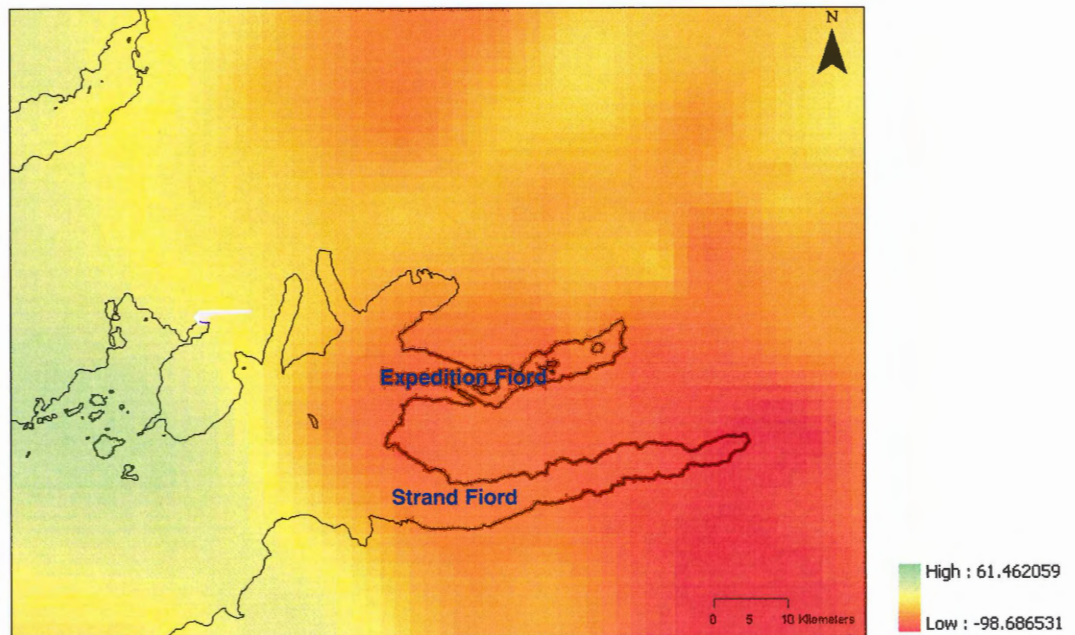 N
Expedition Fiord
Strand Fiord
0 5 10 Kilometers
High : 61.462059
Low : -98.686531